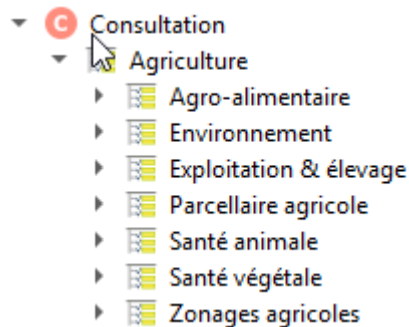 C Consultation
Agriculture
Agro-alimentaire
Environnement
Exploitation & élevage
Parcellaire agricole
Santé animale
Santé végétale
Zonages agricoles